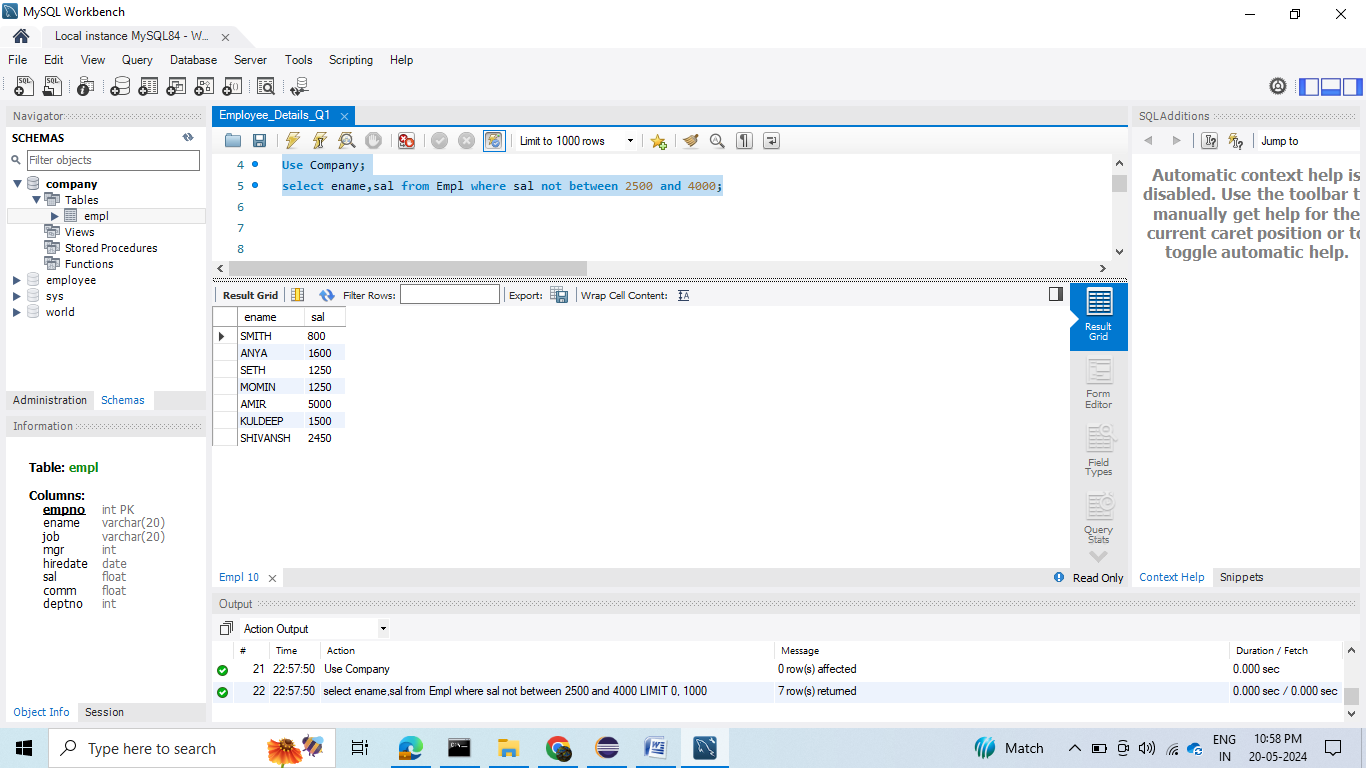 MySQL Workbench
Local instance MySQL84 - W...
File Edit View Query Database Server Tools Scripting Help
Navigator
SCHEMAS
Filter objects
company
Tables
empl
Views
Stored Procedures
Functions
employee
sys
world
Administration Schemas
Information
Table: empl
Columns:
empno int PK
ename varchar(20)
job varchar(20)
mgr int
hiredate date
sal float
comm float
deptno int
Object Info Session
Employee_Details_Q1
Limit to 1000 rows
4 Use Company;
5 select ename,sal from Empl where sal not between 2500 and 4000;
6
7
8
Result Grid Filter Rows: Export: Wrap Cell Content:
ename sal
SMITH 800
ANYA 1600
SETH 1250
MOMIN 1250
AMIR 5000
KULDEEP 1500
SHIVANSH 2450
Result
Grid
Form
Editor
Field
Types
Query
Stats
Empl 10
Read Only
SQLAdditions
Jump to
Automatic context help is
disabled. Use the toolbar t
manually get help for the
current caret position or to
toggle automatic help.
Context Help Snippets
Output
Action Output
# Time Action Message Duration / Fetch
21 22:57:50 Use Company 0 row(s) affected 0.000 sec
22 22:57:50 select ename,sal from Empl where sal not between 2500 and 4000 LIMIT 0, 1000 7 row(s) returned 0.000 sec / 0.000 sec
Type here to search
Match
ENG
IN
10:58 PM
20-05-2024